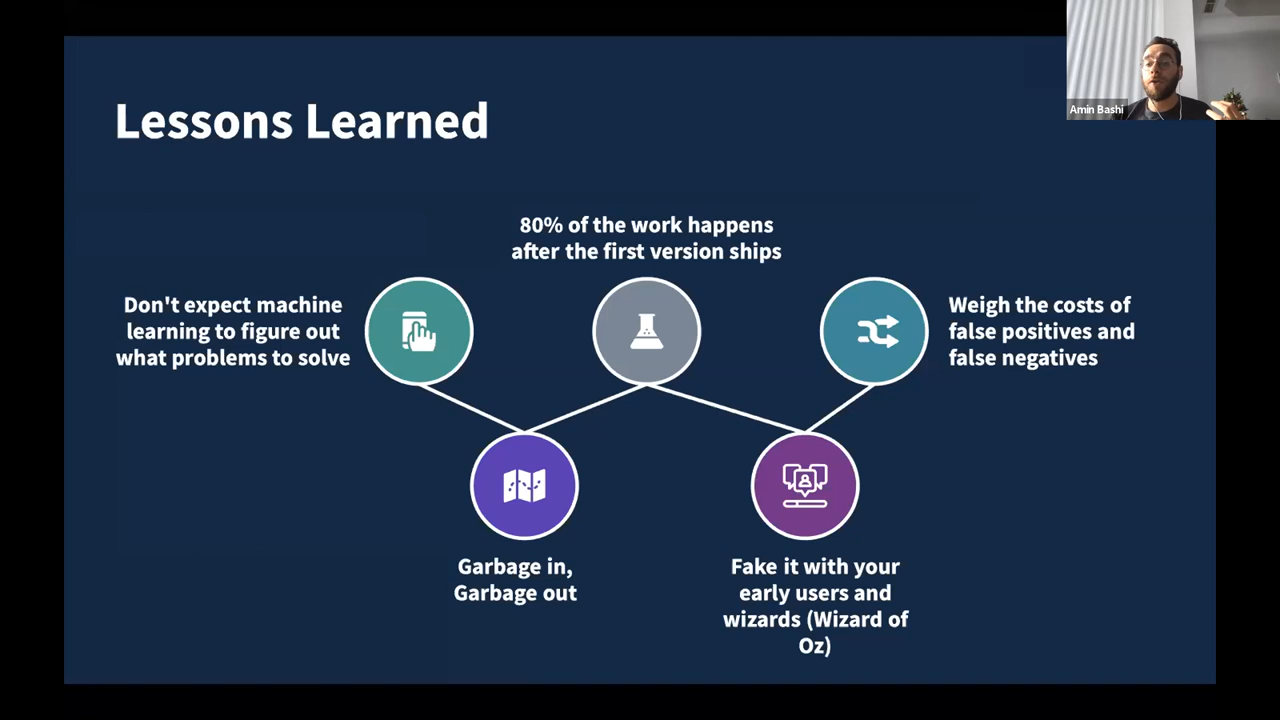 Amin Bashi
Lessons Learned
80% of the work happens
after the first version ships
Don't expect machine
learning to figure out
what problems to solve
Weigh the costs of
false positives and
false negatives
Garbage in,
Garbage out
Fake it with your
early users and
wizards (Wizard of
Oz)